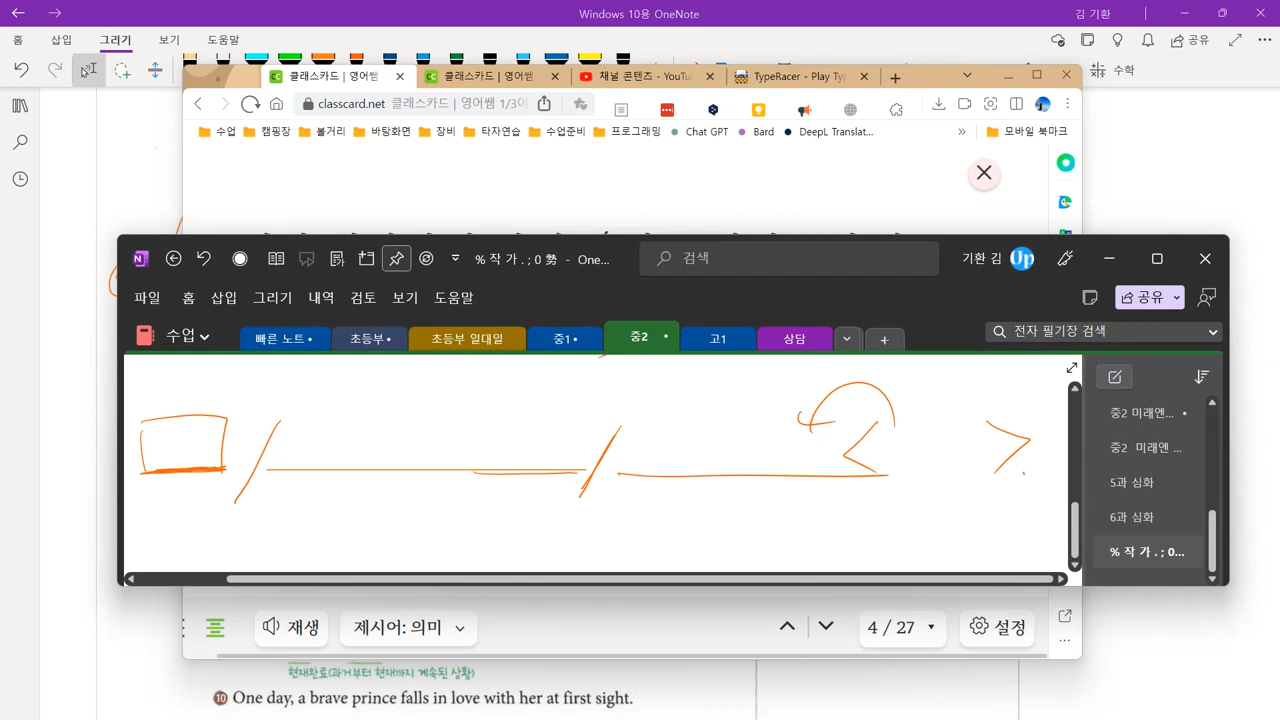 Windows 10용 OneNote
김 기환
홈 삽입 그리기 보기 도움말
공유
수학
클래스카드 | 영어쌤
클래스카드 | 영어쌤
채널 콘텐츠 - YouTu
TypeRacer - Play Typ
classcard.net 클래스카드 | 영어쌤 1/3이
수업 캠핑장 볼거리 바탕화면 장비 타자연습 수업준비 프로그래밍 Chat GPT Bard DeepL Translat... » 모바일 북마크
% 작 가 . ; 0 勢 - One...
검색
기환 김
파일 홈 삽입 그리기 내역 검토 보기 도움말
공유
수업
빠른 노트 초등부 초등부 일대일 중1 중2 고1 상담
전자 필기장 검색
중2 미래엔...
중2 미래엔 ...
5과 심화
6과 심화
% 작 가 . ; 0...
재생
제시어: 의미
4 / 27
설정
현재완료(과거부터 현재까지 계속된 상황)
10 One day, a brave prince falls in love with her at first sight.